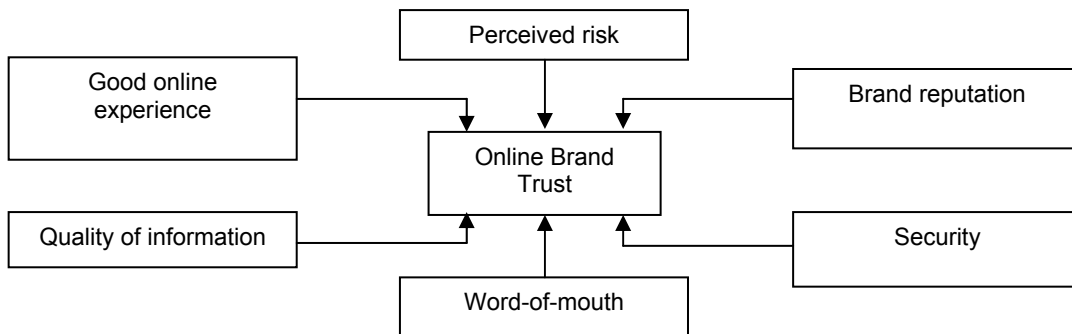 Perceived risk
Good online
experience
Brand reputation
Online Brand
Trust
Quality of information
Security
Word-of-mouth